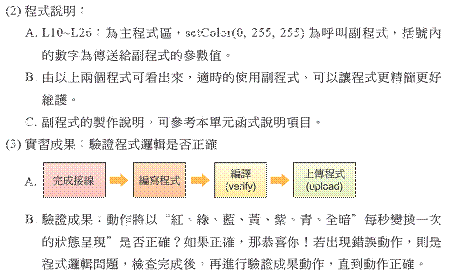 (2) 程式說明：
A. L10~L26：為主程式區，setColor(0, 255, 255) 為呼叫副程式，括號內
的數字為傳送給副程式的參數值。
B. 由以上兩個程式可看出來，適時的使用副程式，可以讓程式更精簡更好
維護。
C. 副程式的製作說明，可參考本單元函式說明項目。
(3) 實習成果：驗證程式邏輯是否正確
A. 完成接線 編寫程式 編譯 (verify) 上傳程式 (upload)
B. 驗證成果：動作將以“紅、綠、藍、黃、紫、青、全暗”每秒變換一次
的狀態呈現”是否正確？如果正確，那恭喜你！若出現錯誤動作，則是
程式邏輯問題，檢查完成後，再進行驗證成果動作，直到動作正確。